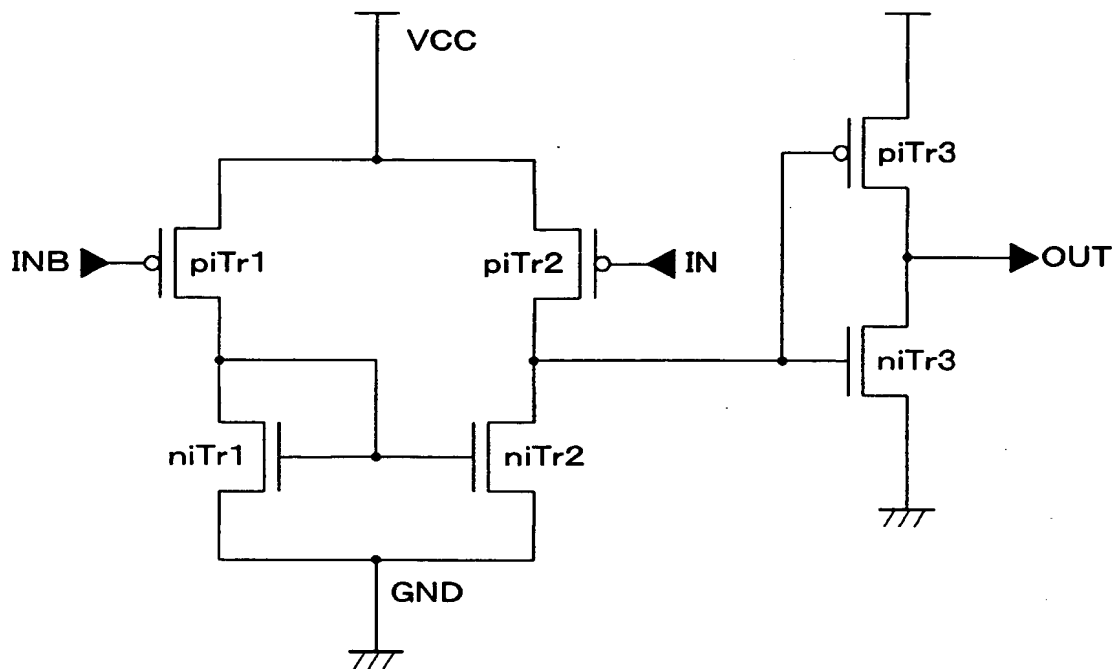 VCC
piTr3
INB
piTr1
piTr2
IN
OUT
niTr3
niTr1
niTr2
GND